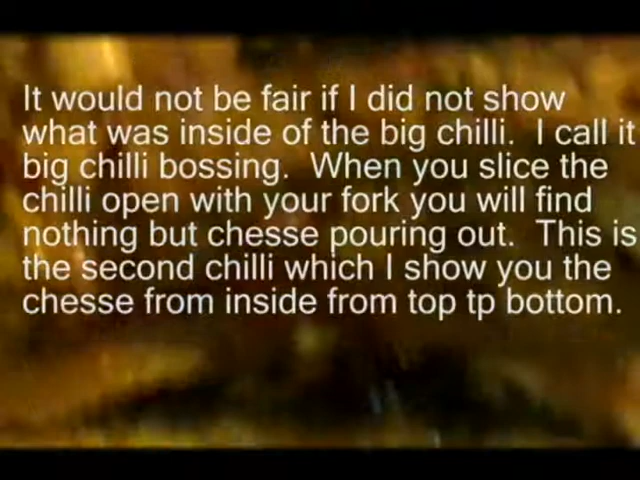 It would not be fair if I did not show
what was inside of the big chilli.  I call it
big chilli bossing.  When you slice the
chilli open with your fork you will find
nothing but chesse pouring out.  This is
the second chilli which I show you the
chesse from inside from top tp bottom.